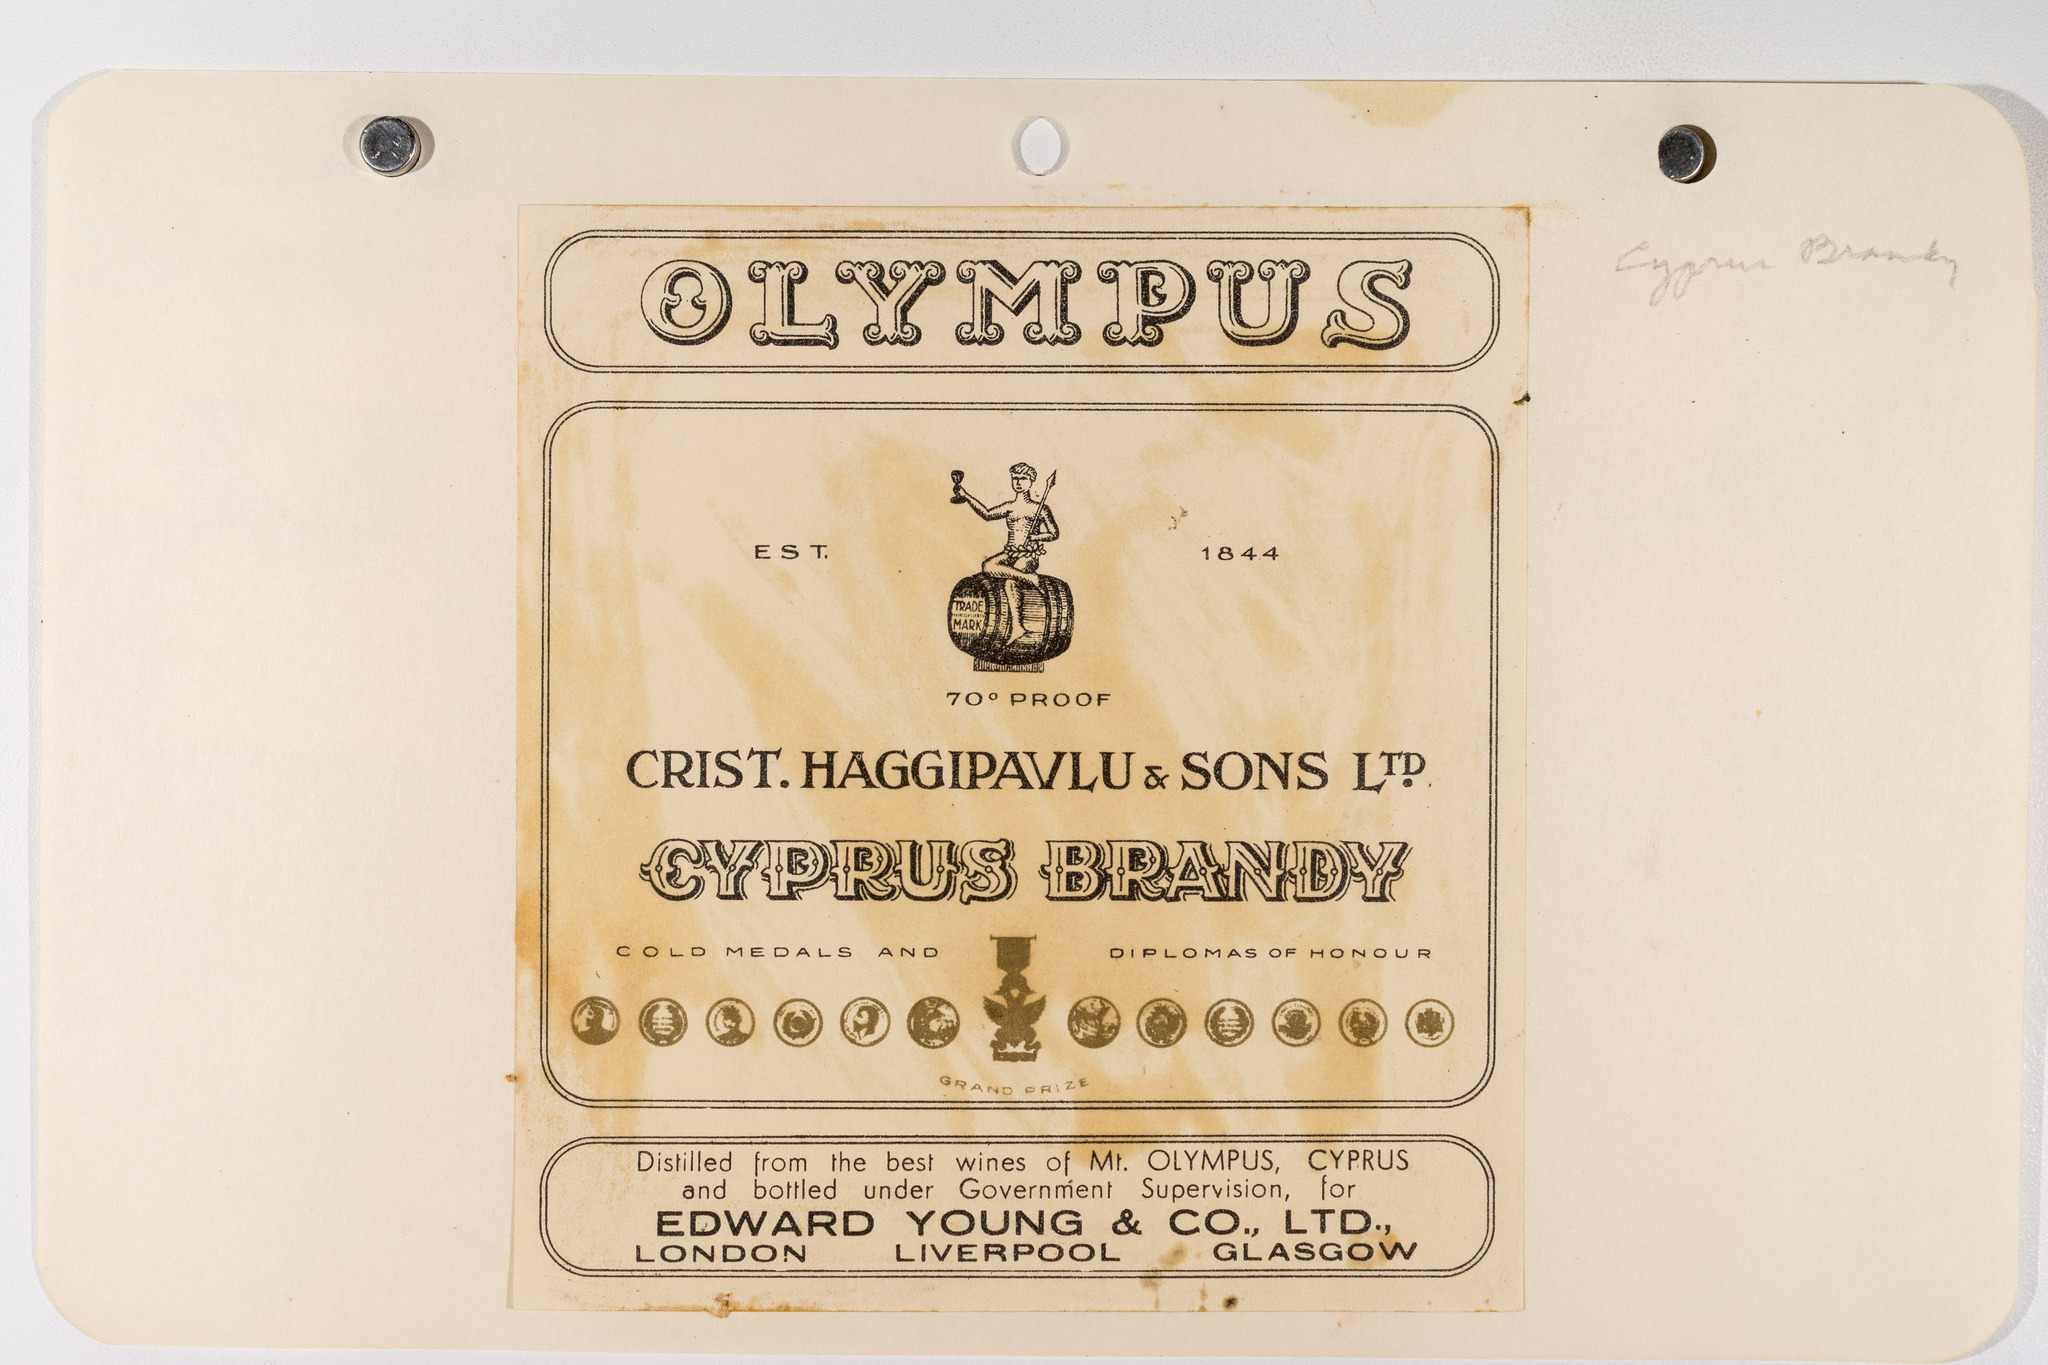 Cyprus Brandy
OLYMPUS
EST. 1844
TRADE
MARK
70° PROOF
CRIST. HAGGIPAVLU & SONS LTD.
CYPRUS BRANDY
GOLD MEDALS AND DIPLOMAS OF HONOUR
GRAND PRIZE
Distilled from the best wines of Mt. OLYMPUS, CYPRUS
and bottled under Government Supervision, for
EDWARD YOUNG & CO., LTD.,
LONDON LIVERPOOL GLASGOW